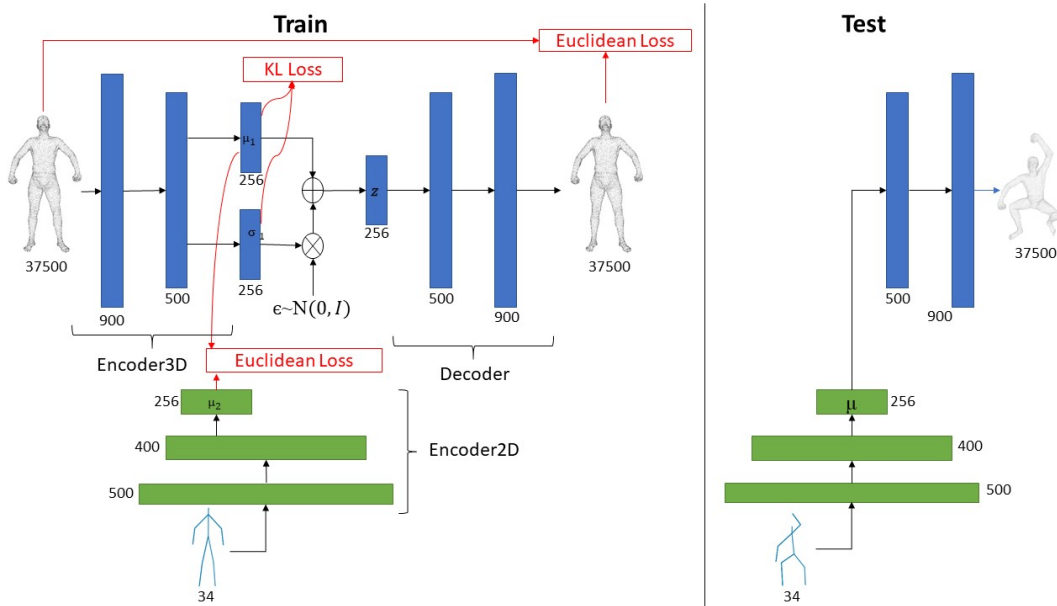 Train
Test
Euclidean Loss
KL Loss
μ₁
256
σ₁
256
z
256
37500
900
500
ϵ~N(0, I)
500
900
37500
Encoder3D
Decoder
Euclidean Loss
256
μ₂
400
Encoder2D
500
34
37500
500
900
μ
256
400
500
34